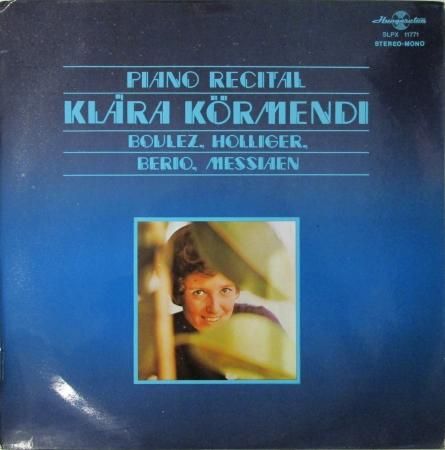 Hungaroton
SLPX 11771
STEREO-MONO
PIANO RECITAL
KLÁRA KÖRMENDI
BOULEZ, HOLLIGER,
BERIO, MESSIAEN